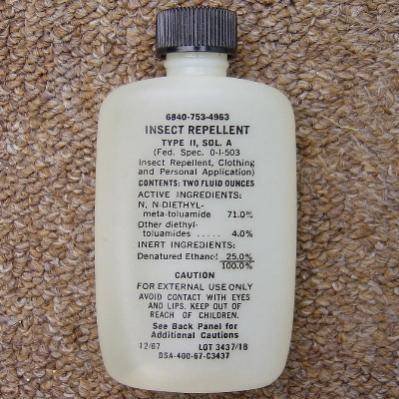 6840-753-4963
INSECT REPELLENT
TYPE II, SOL. A
(Fed. Spec. O-I-503
Insect Repellent, Clothing
and Personal Application)
CONTENTS: TWO FLUID OUNCES
ACTIVE INGREDIENTS:
N, N-DIETHYL-
meta-toluamide 71.0%
Other diethyl-
toluamides ..... 4.0%
INERT INGREDIENTS:
Denatured Ethanol 25.0%
100.0%
CAUTION
FOR EXTERNAL USE ONLY
AVOID CONTACT WITH EYES
AND LIPS. KEEP OUT OF
REACH OF CHILDREN.
See Back Panel for
Additional Cautions
12/67 LOT 3437/18
DSA-400-67-C3437